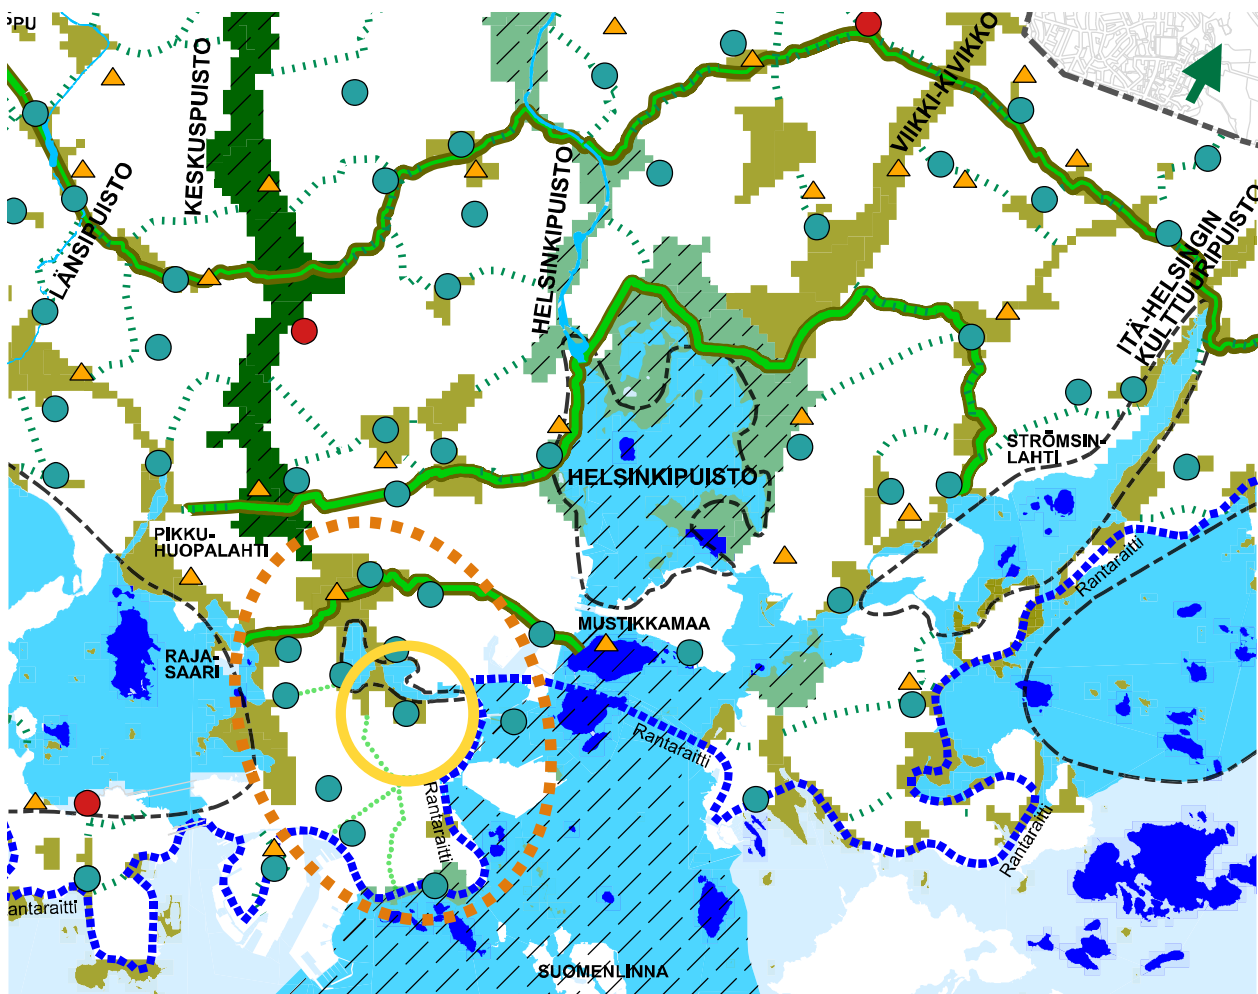 PPU
KESKUSPUISTO
LÄNSIPUISTO
HELSINKIPUISTO
VIIKKI-KIVIKKO
ITÄ-HELSINGIN
KULTTUURIPUISTO
STRÖMSIN-
LAHTI
HELSINKIPUISTO
PIKKU-
HUOPALAHTI
RAJA-
SAARI
MUSTIKKAMAA
Rantaraitti
Rantaraitti
Rantaraitti
Rantaraitti
antaraitti
SUOMENLINNA